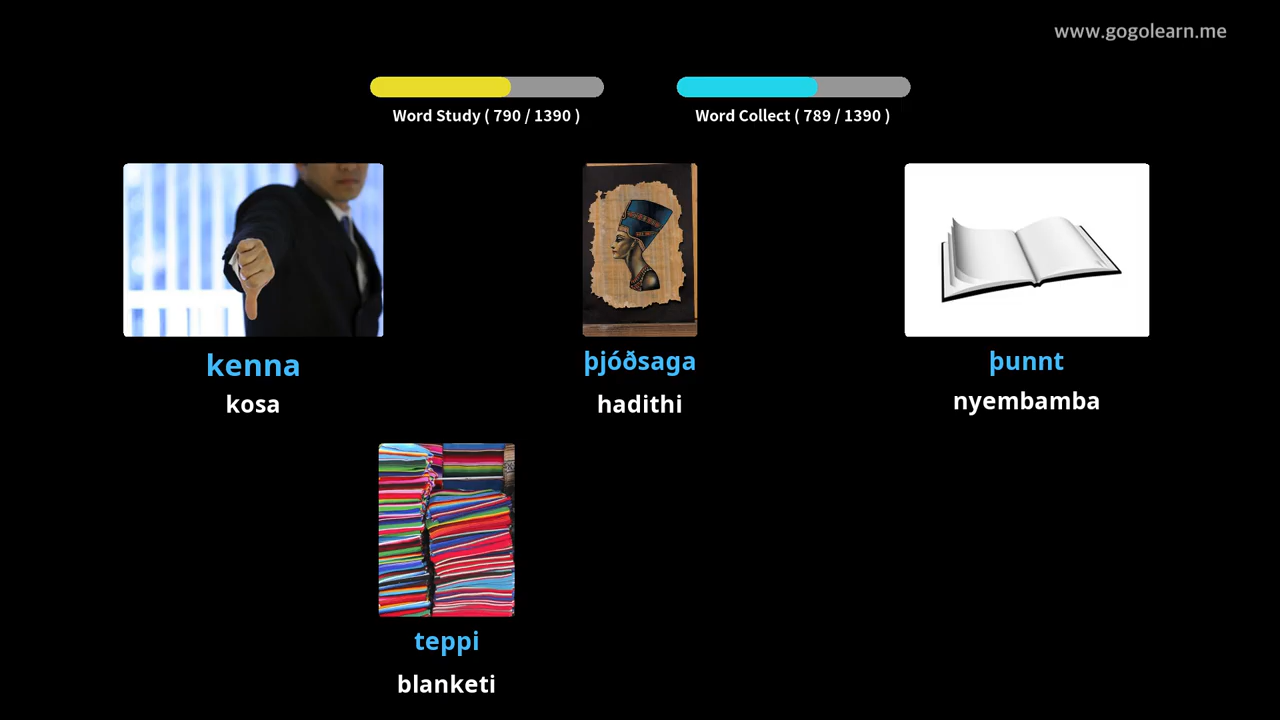 www.gogolearn.me
Word Study ( 790 / 1390 )
Word Collect ( 789 / 1390 )
kenna
kosa
þjóðsaga
hadithi
þunnt
nyembamba
teppi
blanketi